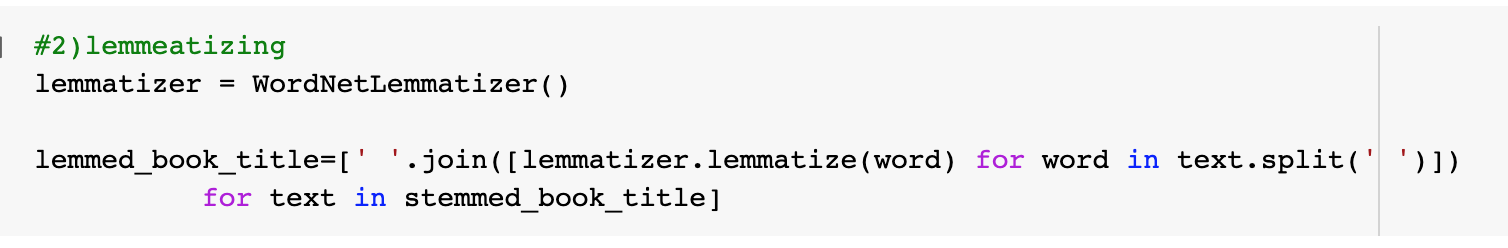 #2)lemmeatizing
lemmatizer = WordNetLemmatizer()
lemmed_book_title=[' '.join([lemmatizer.lemmatize(word) for word in text.split(' ')])
for text in stemmed_book_title]